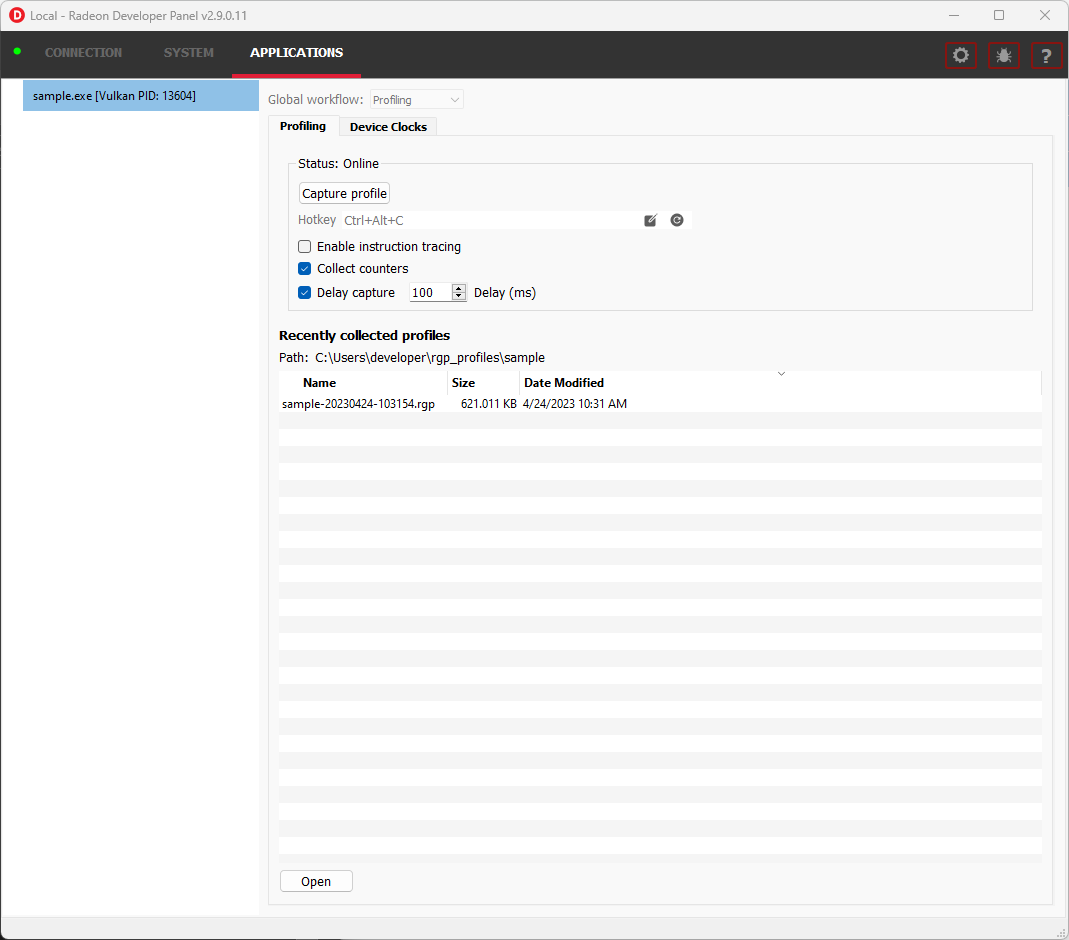 D Local - Radeon Developer Panel v2.9.0.11
CONNECTION SYSTEM APPLICATIONS ?
sample.exe [Vulkan PID: 13604]
Global workflow: Profiling
Profiling Device Clocks
Status: Online
Capture profile
Hotkey Ctrl+Alt+C
Enable instruction tracing
Collect counters
Delay capture 100 Delay (ms)
Recently collected profiles
Path: C:\Users\developer\rgp_profiles\sample
Name Size Date Modified
sample-20230424-103154.rgp 621.011 KB 4/24/2023 10:31 AM
Open